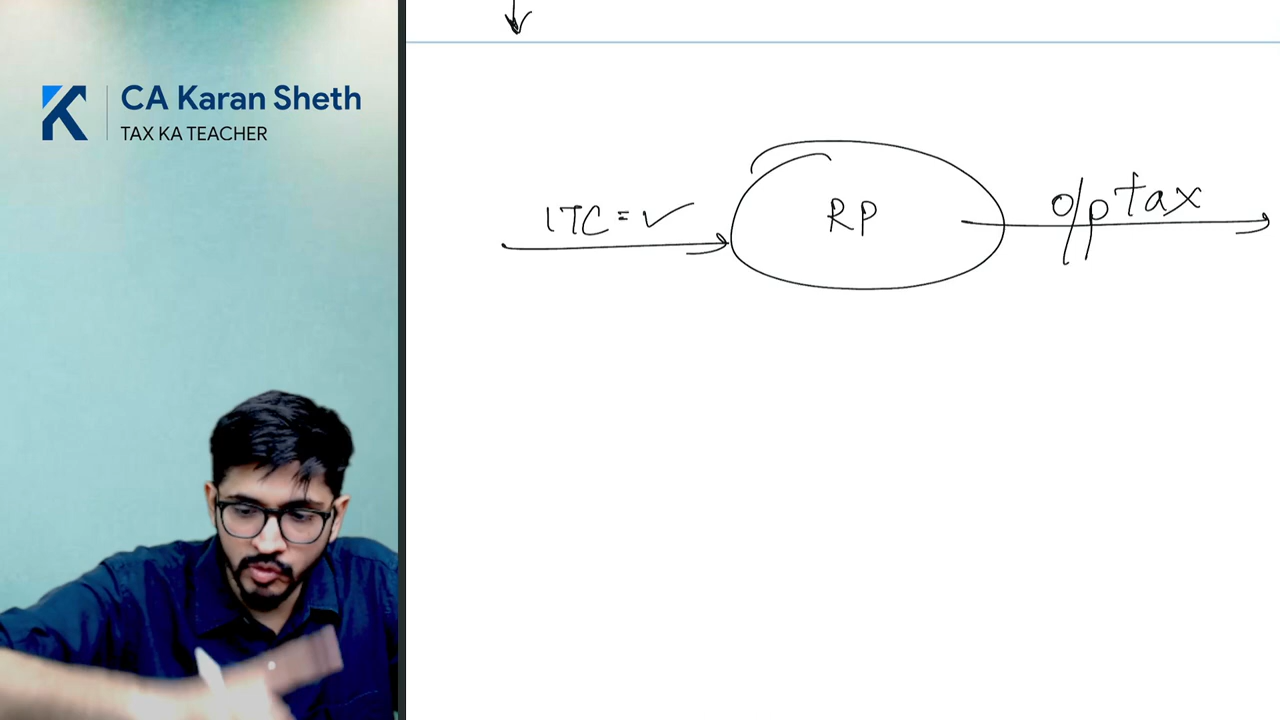 CA Karan Sheth
TAX KA TEACHER
ITC = ✓
RP
o/p tax